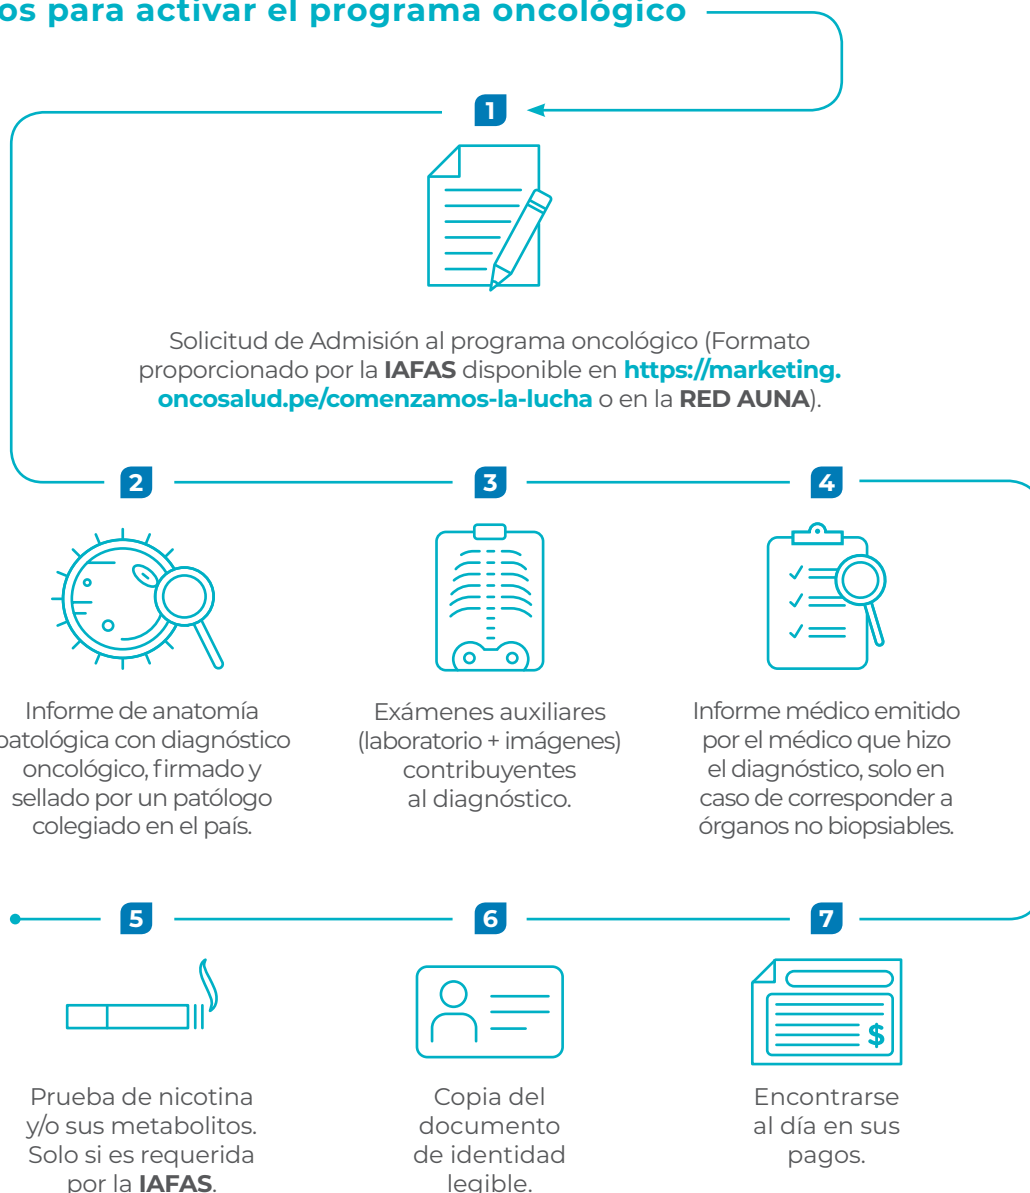 os para activar el programa oncológico
1
Solicitud de Admisión al programa oncológico (Formato
proporcionado por la IAFAS disponible en https://marketing.
oncosalud.pe/comenzamos-la-lucha o en la RED AUNA).
2
Informe de anatomía
patológica con diagnóstico
oncológico, firmado y
sellado por un patólogo
colegiado en el país.
3
Exámenes auxiliares
(laboratorio + imágenes)
contribuyentes
al diagnóstico.
4
Informe médico emitido
por el médico que hizo
el diagnóstico, solo en
caso de corresponder a
órganos no biopsiables.
5
Prueba de nicotina
y/o sus metabolitos.
Solo si es requerida
por la IAFAS.
6
Copia del
documento
de identidad
legible.
7
$
Encontrarse
al día en sus
pagos.